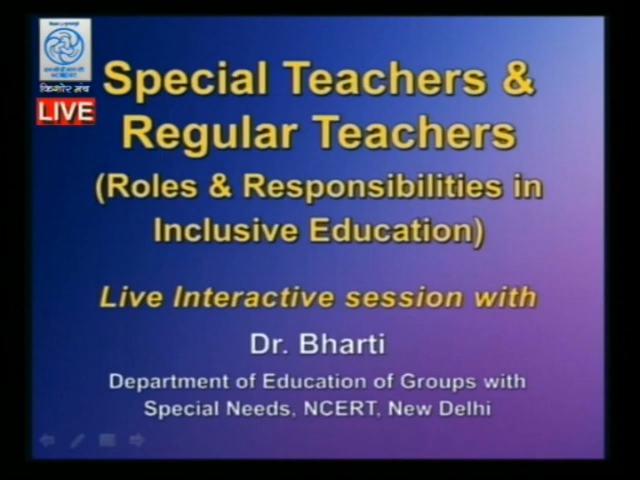 किशोर मंच
LIVE
Special Teachers &
Regular Teachers
(Roles & Responsibilities in
Inclusive Education)
Live Interactive session with
Dr. Bharti
Department of Education of Groups with
Special Needs, NCERT, New Delhi